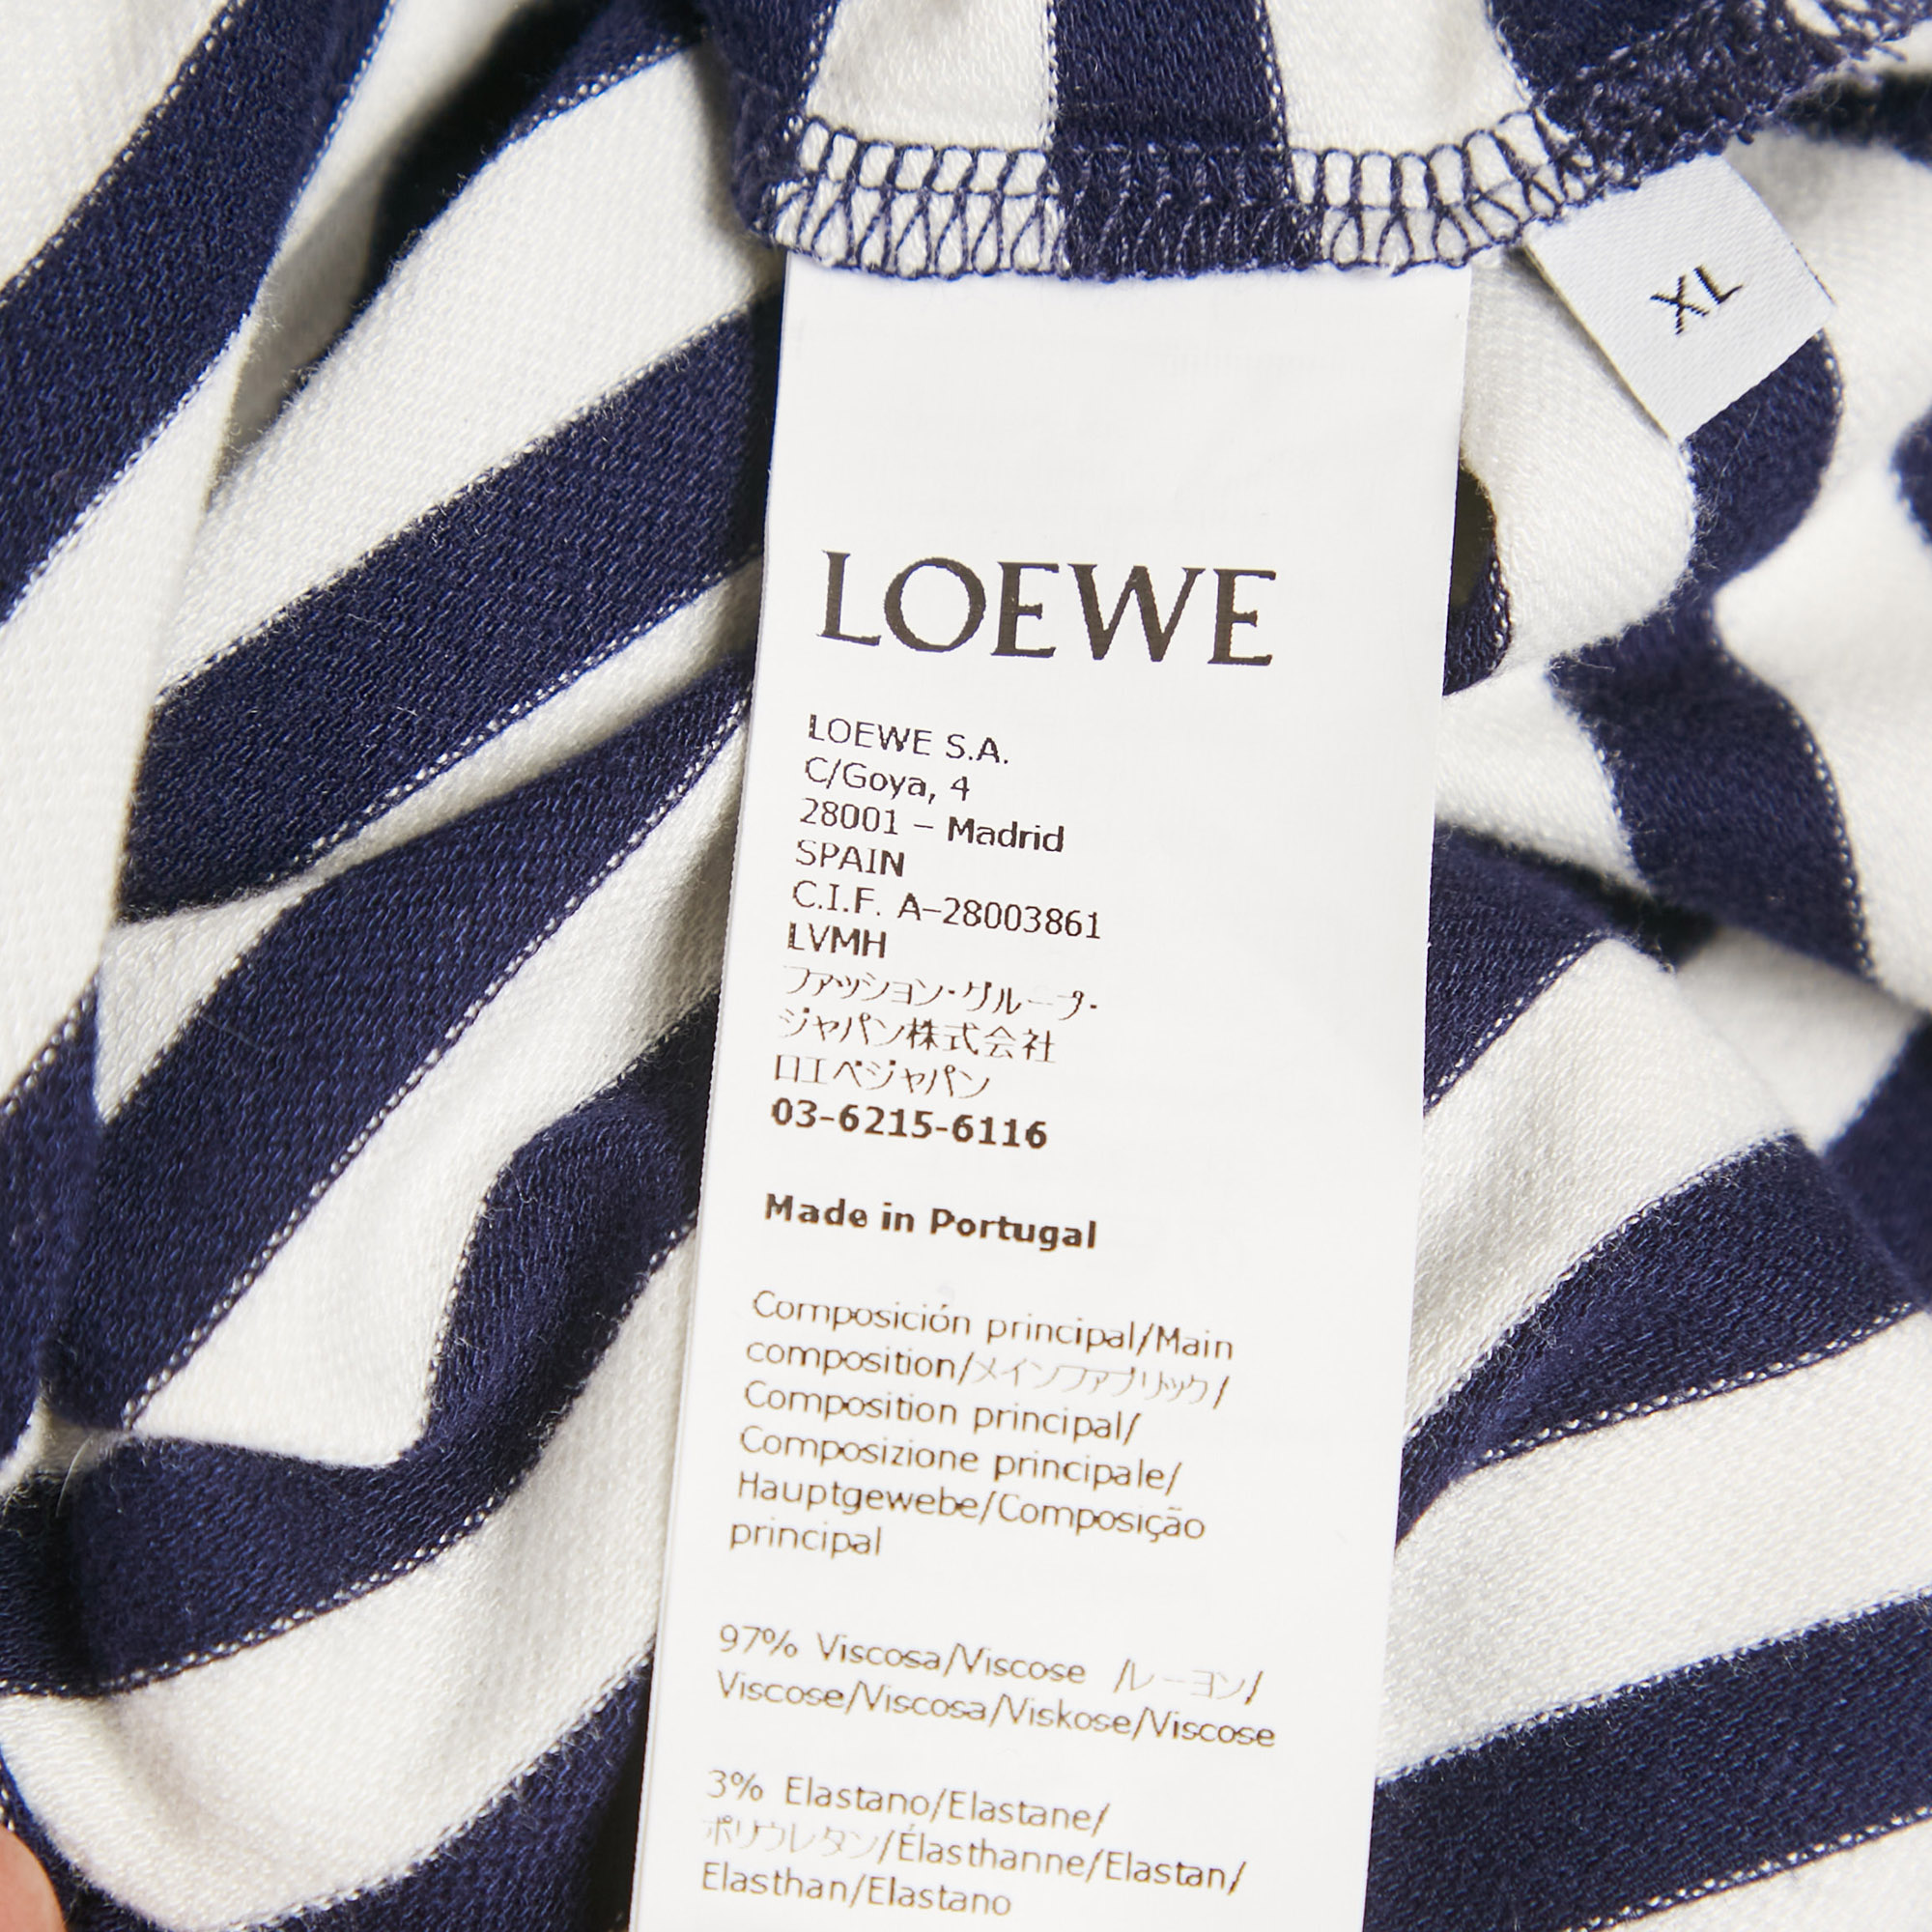 XL
LOEWE
LOEWE S.A.
C/Goya, 4
28001 – Madrid
SPAIN
C.I.F. A–28003861
LVMH
ファッション・グループ・
ジャパン株式会社
ロエベジャパン
03-6215-6116
Made in Portugal
Composición principal/Main
composition/メインファブリック/
Composition principal/
Composizione principale/
Hauptgewebe/Composição
principal
97% Viscosa/Viscose /レーヨン/
Viscose/Viscosa/Viskose/Viscose
3% Elastano/Elastane/
ポリウレタン/Élasthanne/Elastan/
Elasthan/Elastano